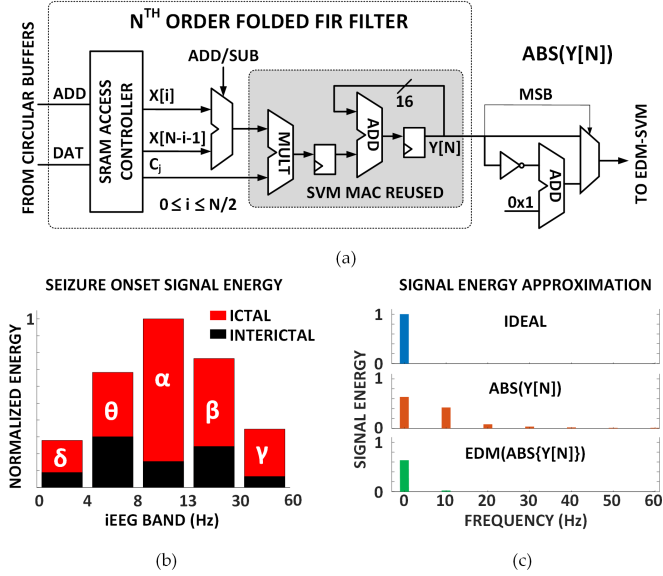 N^TH ORDER FOLDED FIR FILTER
FROM CIRCULAR BUFFERS
ADD
DAT
SRAM ACCESS
CONTROLLER
ADD/SUB
X[i]
X[N-i-1]
C_j
0 ≤ i ≤ N/2
MULT
ADD
16
Y[N]
SVM MAC REUSED
ABS(Y[N])
MSB
ADD
0x1
TO EDM-SVM
(a)
SEIZURE ONSET SIGNAL ENERGY
NORMALIZED ENERGY
1
ICTAL
INTERICTAL
δ
θ
α
β
γ
0 4 8 13 30 60
iEEG BAND (Hz)
(b)
SIGNAL ENERGY APPROXIMATION
SIGNAL ENERGY
1
0
IDEAL
1
0
ABS(Y[N])
1
0
EDM(ABS{Y[N]})
0 10 20 30 40 50 60
FREQUENCY (Hz)
(c)